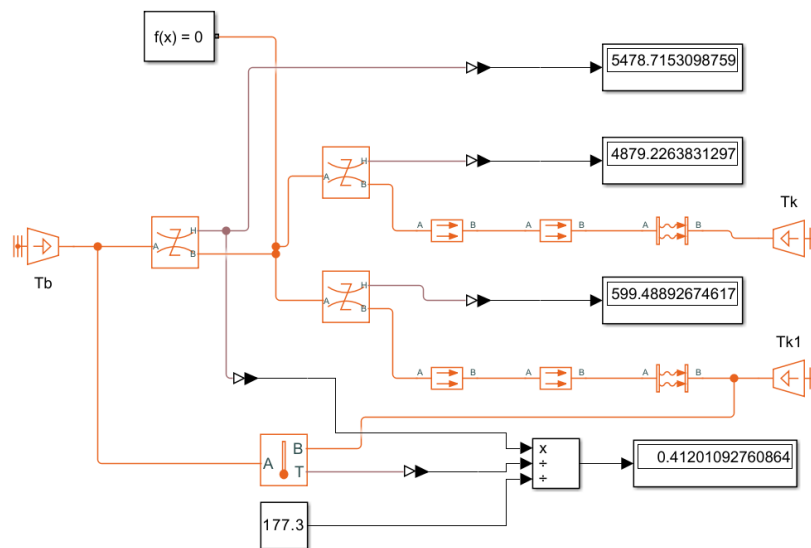 f(x) = 0
5478.7153098759
H
A
B
4879.2263831297
A
B
A
B
A
B
Tk
A
H
B
Tb
H
A
B
599.48892674617
Tk1
A
B
A
B
A
B
A
B
T
x
÷
÷
0.41201092760864
177.3